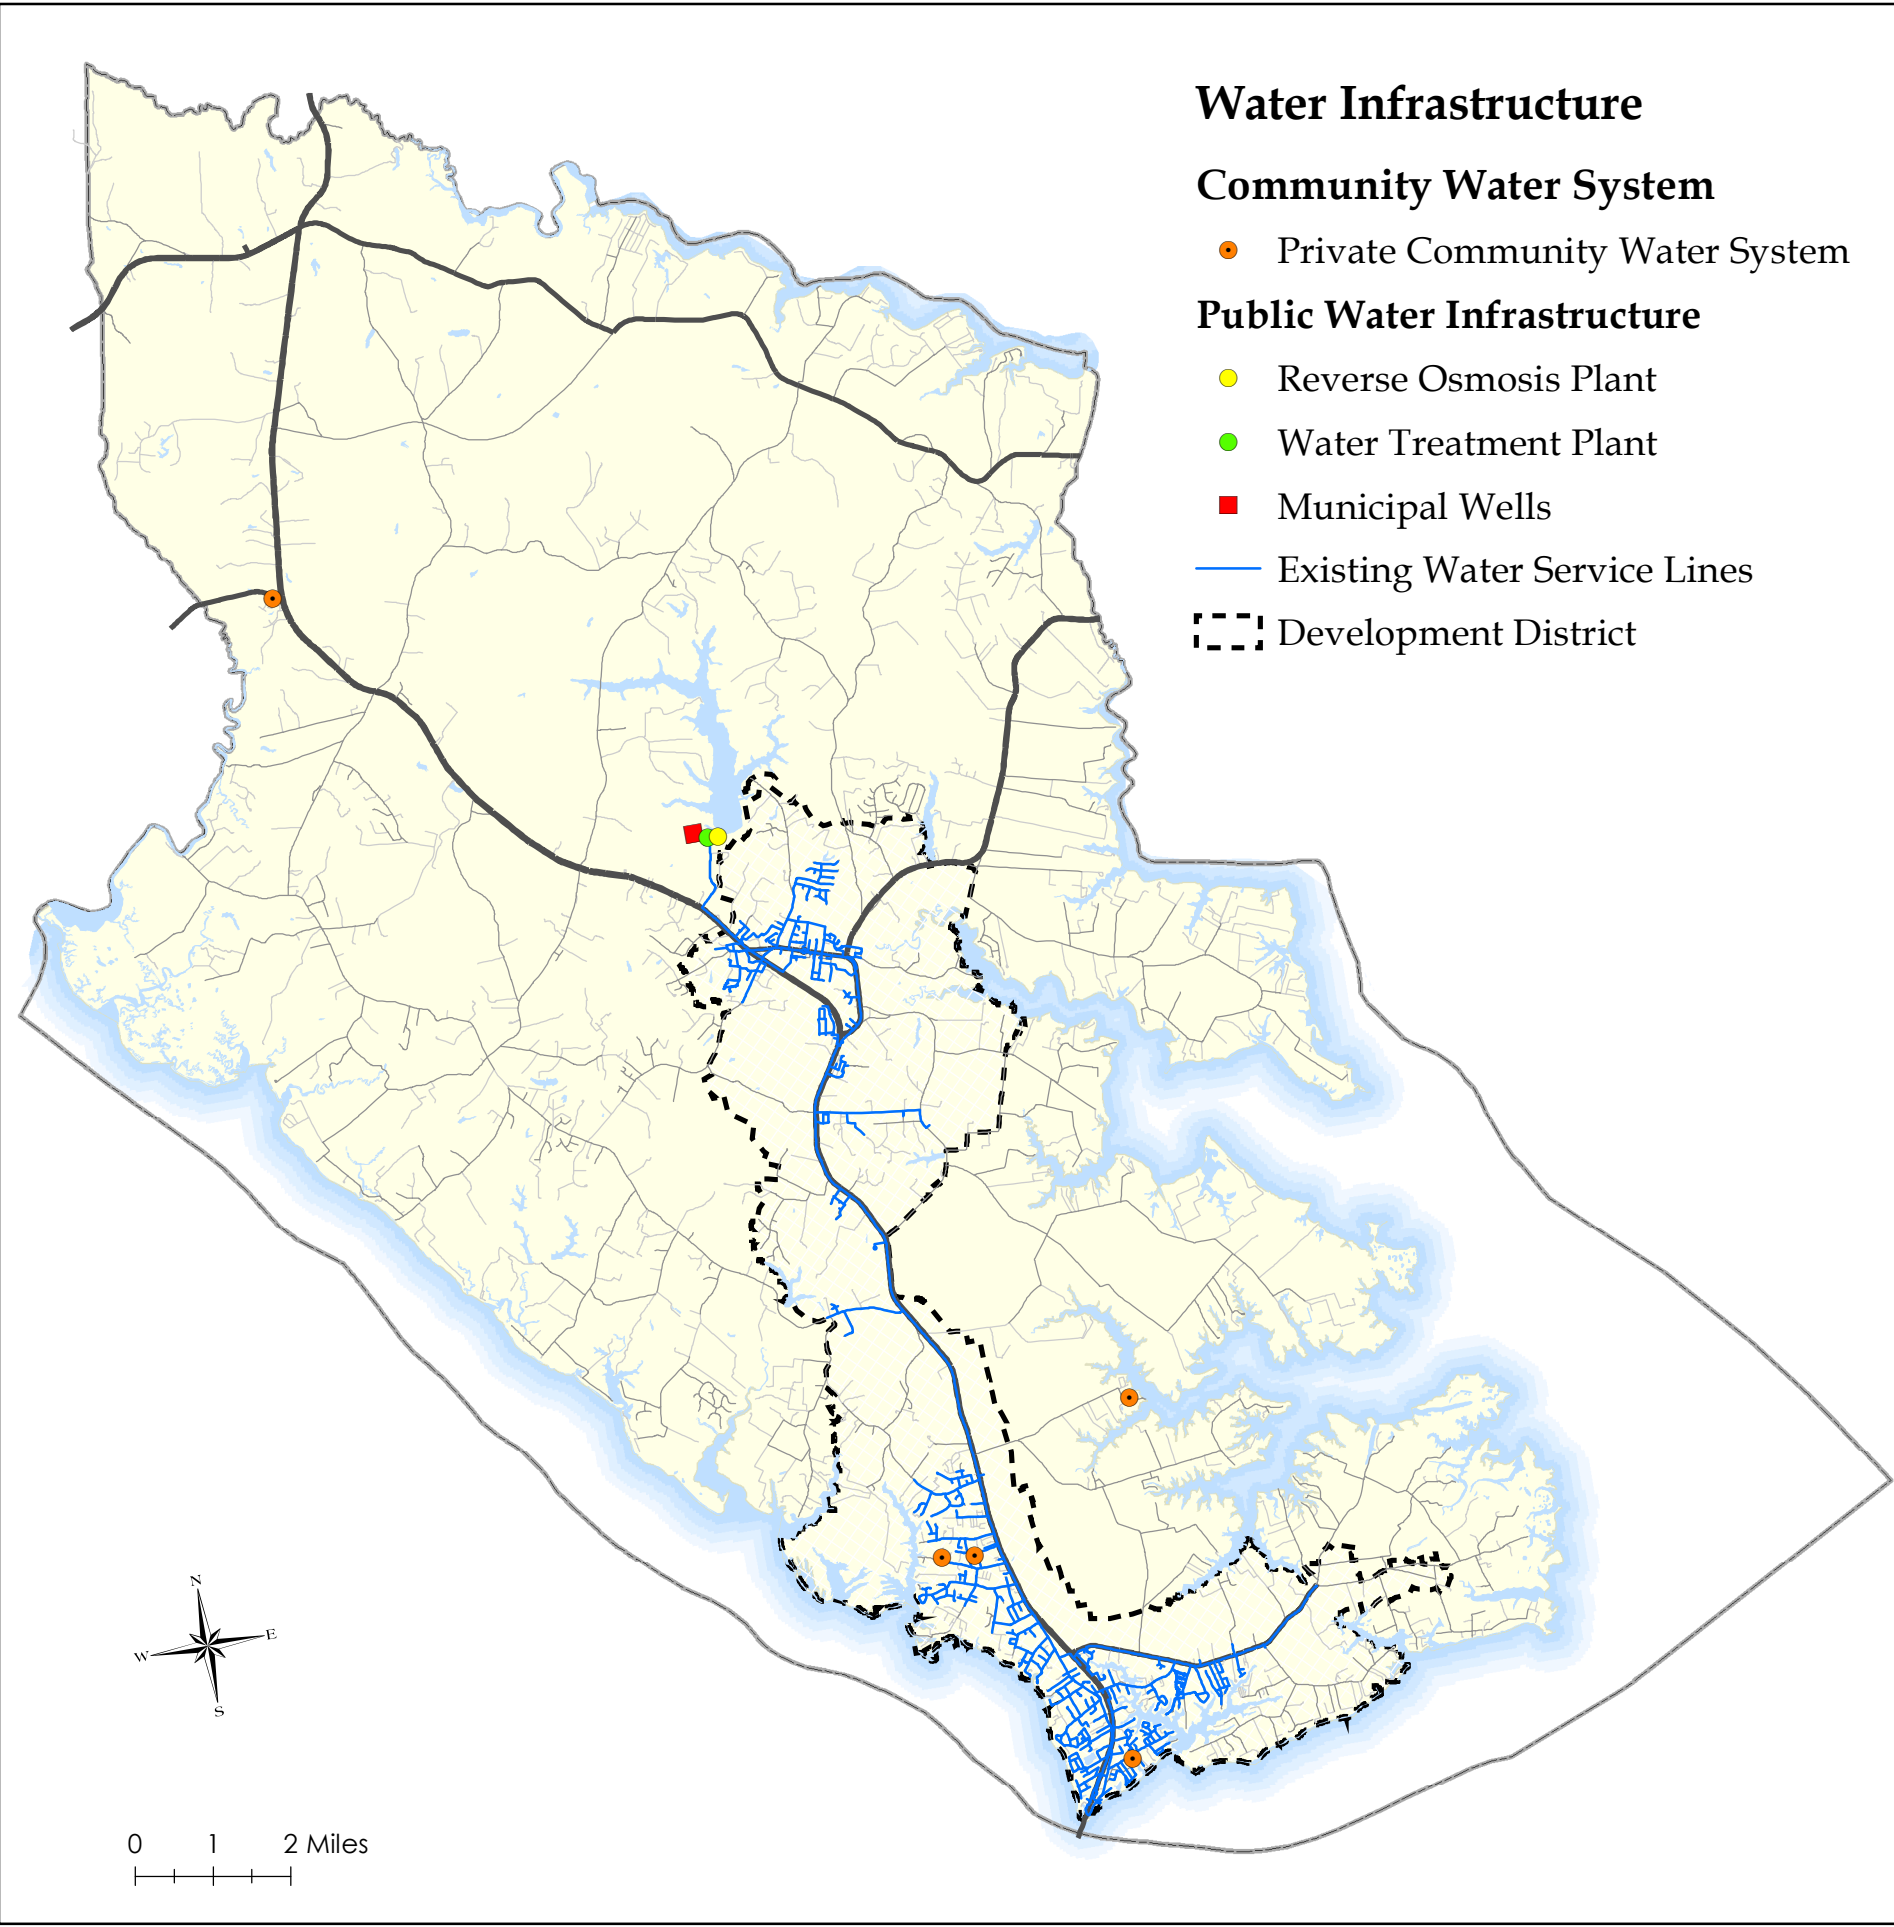 Water Infrastructure
Community Water System
Private Community Water System
Public Water Infrastructure
Reverse Osmosis Plant
Water Treatment Plant
Municipal Wells
Existing Water Service Lines
Development District
N
W E
S
0 1 2 Miles